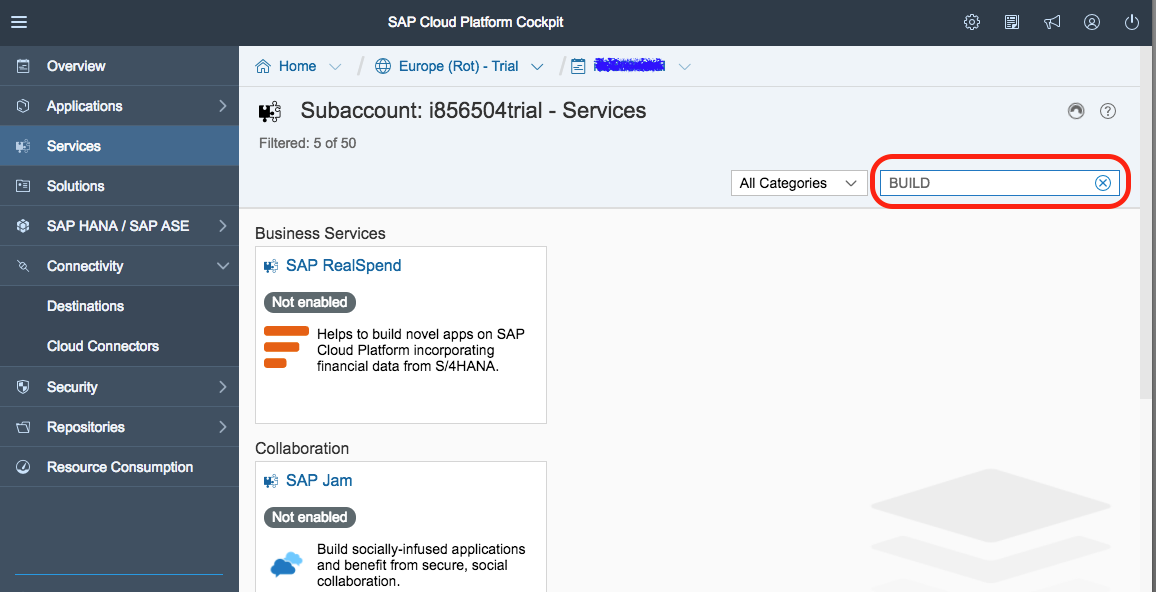 SAP Cloud Platform Cockpit
Overview
Applications
Services
Solutions
SAP HANA / SAP ASE
Connectivity
Destinations
Cloud Connectors
Security
Repositories
Resource Consumption
Home / Europe (Rot) - Trial /
Subaccount: i856504trial - Services
Filtered: 5 of 50
All Categories
BUILD
Business Services
SAP RealSpend
Not enabled
Helps to build novel apps on SAP
Cloud Platform incorporating
financial data from S/4HANA.
Collaboration
SAP Jam
Not enabled
Build socially-infused applications
and benefit from secure, social
collaboration.